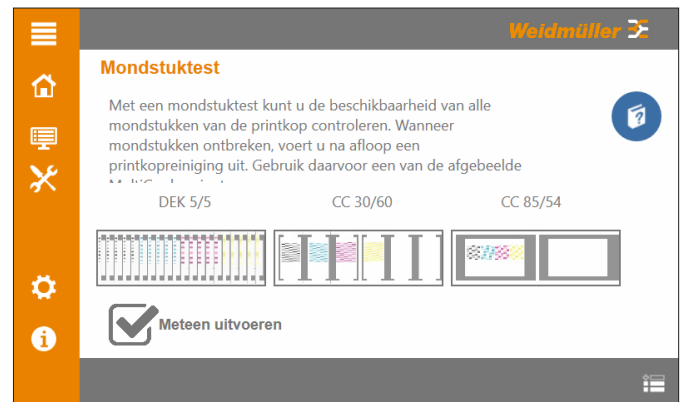 Weidmüller
Mondstuktest
Met een mondstuktest kunt u de beschikbaarheid van alle
mondstukken van de printkop controleren. Wanneer
mondstukken ontbreken, voert u na afloop een
printkopreiniging uit. Gebruik daarvoor een van de afgebeelde
DEK 5/5 CC 30/60 CC 85/54
Meteen uitvoeren